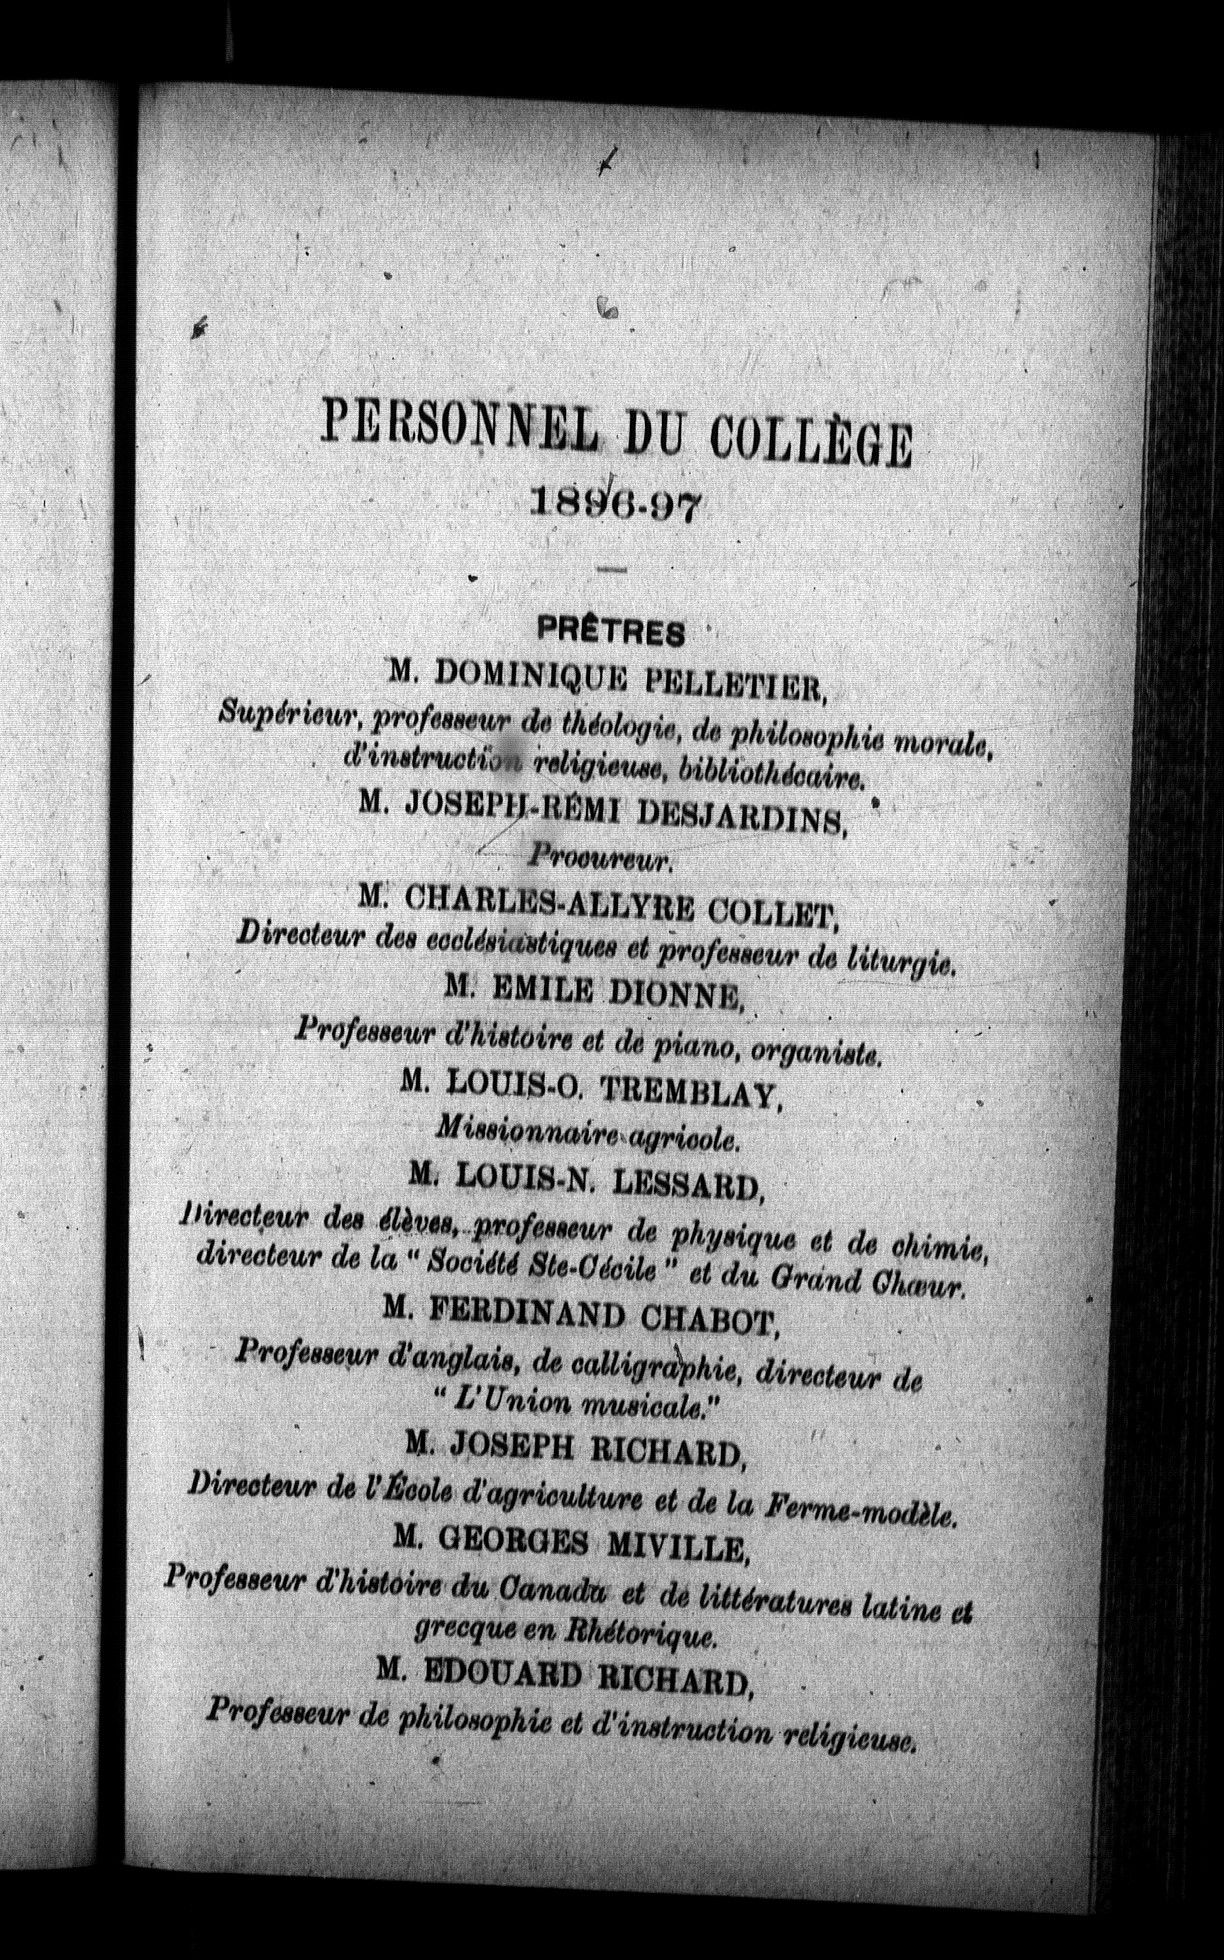 PERSONNEL DU COLLÈGE
1896-97
PRÊTRES
M. DOMINIQUE PELLETIER,
Supérieur, professeur de théologie, de philosophie morale,
d'instruction religieuse, bibliothécaire.
M. JOSEPH-RÉMI DESJARDINS,
Procureur.
M. CHARLES-ALLYRE COLLET,
Directeur des ecclésiastiques et professeur de liturgie.
M. EMILE DIONNE,
Professeur d'histoire et de piano, organiste.
M. LOUIS-O. TREMBLAY,
Missionnaire agricole.
M. LOUIS-N. LESSARD,
Directeur des élèves, professeur de physique et de chimie,
directeur de la “ Société Ste-Cécile ” et du Grand Chœur.
M. FERDINAND CHABOT,
Professeur d'anglais, de calligraphie, directeur de
“ L'Union musicale.”
M. JOSEPH RICHARD,
Directeur de l'École d'agriculture et de la Ferme-modèle.
M. GEORGES MIVILLE,
Professeur d'histoire du Canada et de littératures latine et
grecque en Rhétorique.
M. EDOUARD RICHARD,
Professeur de philosophie et d'instruction religieuse.